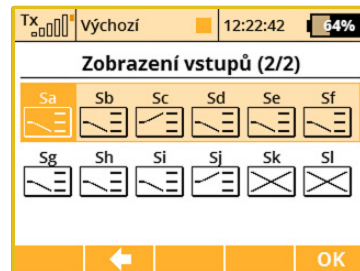 Tx Výchozí 12:22:42 64%
Zobrazení vstupů (2/2)
Sa Sb Sc Sd Se Sf
Sg Sh Si Sj Sk Sl
OK